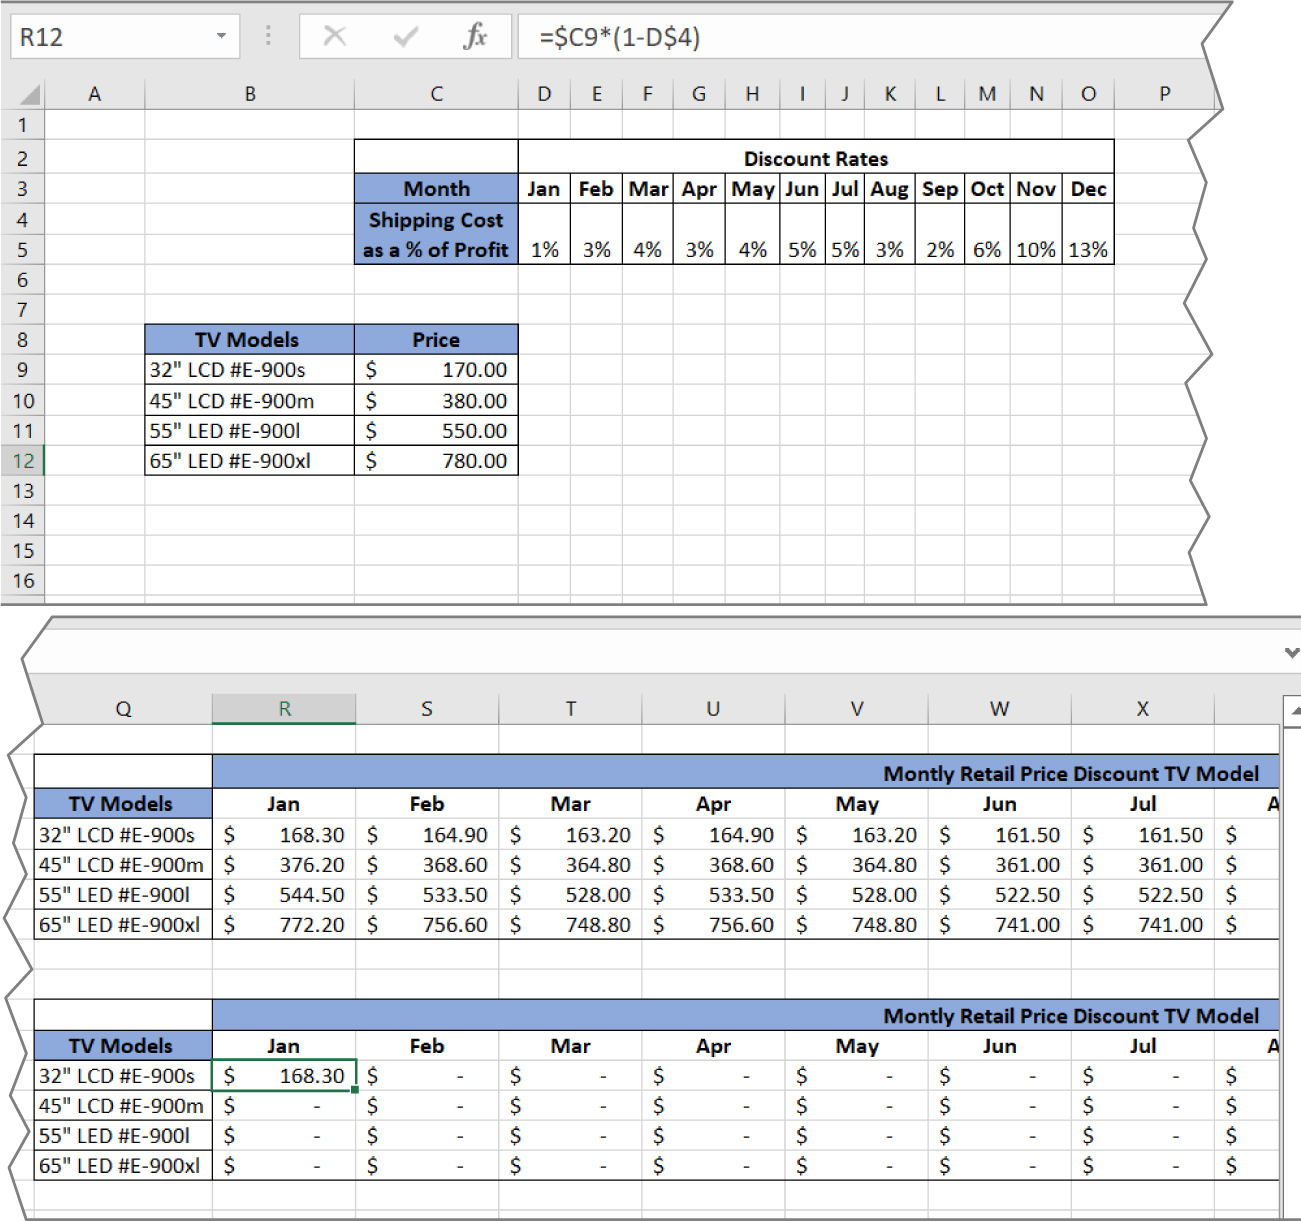 R12 fx =$C9*(1-D$4)
A B C D E F G H I J K L M N O P
1
2 Discount Rates
3 Month Jan Feb Mar Apr May Jun Jul Aug Sep Oct Nov Dec
4 Shipping Cost
5 as a % of Profit 1% 3% 4% 3% 4% 5% 5% 3% 2% 6% 10% 13%
6
7
8 TV Models Price
9 32" LCD #E-900s $ 170.00
10 45" LCD #E-900m $ 380.00
11 55" LED #E-900l $ 550.00
12 65" LED #E-900xl $ 780.00
13
14
15
16
Q R S T U V W X
Montly Retail Price Discount TV Model
TV Models Jan Feb Mar Apr May Jun Jul A
32" LCD #E-900s $ 168.30 $ 164.90 $ 163.20 $ 164.90 $ 163.20 $ 161.50 $ 161.50 $
45" LCD #E-900m $ 376.20 $ 368.60 $ 364.80 $ 368.60 $ 364.80 $ 361.00 $ 361.00 $
55" LED #E-900l $ 544.50 $ 533.50 $ 528.00 $ 533.50 $ 528.00 $ 522.50 $ 522.50 $
65" LED #E-900xl $ 772.20 $ 756.60 $ 748.80 $ 756.60 $ 748.80 $ 741.00 $ 741.00 $
Montly Retail Price Discount TV Model
TV Models Jan Feb Mar Apr May Jun Jul A
32" LCD #E-900s $ 168.30 $ - $ - $ - $ - $ - $ - $
45" LCD #E-900m $ - $ - $ - $ - $ - $ - $ - $
55" LED #E-900l $ - $ - $ - $ - $ - $ - $ - $
65" LED #E-900xl $ - $ - $ - $ - $ - $ - $ - $